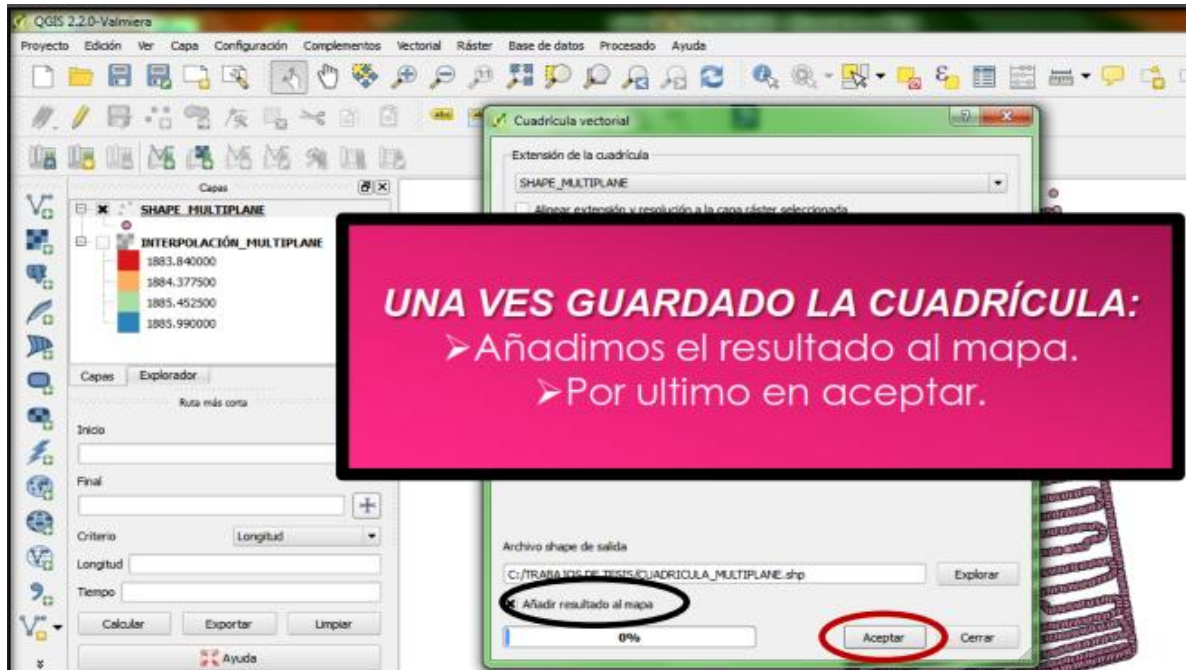 QGIS 2.2.0-Valmiera
Proyecto Edición Ver Capa Configuración Complementos Vectorial Ráster Base de datos Procesado Ayuda
Cuadrícula vectorial
Extensión de la cuadrícula
SHAPE_MULTIPLANE
Alinear extensión y resolución a la capa ráster seleccionada
Capas
SHAPE_MULTIPLANE
INTERPOLACIÓN_MULTIPLANE
1883.840000
1884.377500
1885.452500
1885.990000
UNA VES GUARDADO LA CUADRÍCULA:
➢Añadimos el resultado al mapa.
➢Por ultimo en aceptar.
Capas Explorador
Ruta más corta
Inicio
Final
Criterio Longitud
Longitud
Tiempo
Calcular Exportar Limpiar
Ayuda
Archivo shape de salida
C:/TRABAJOS DE TESIS/CUADRICULA_MULTIPLANE.shp Explorar
Añadir resultado al mapa
0% Aceptar Cerrar